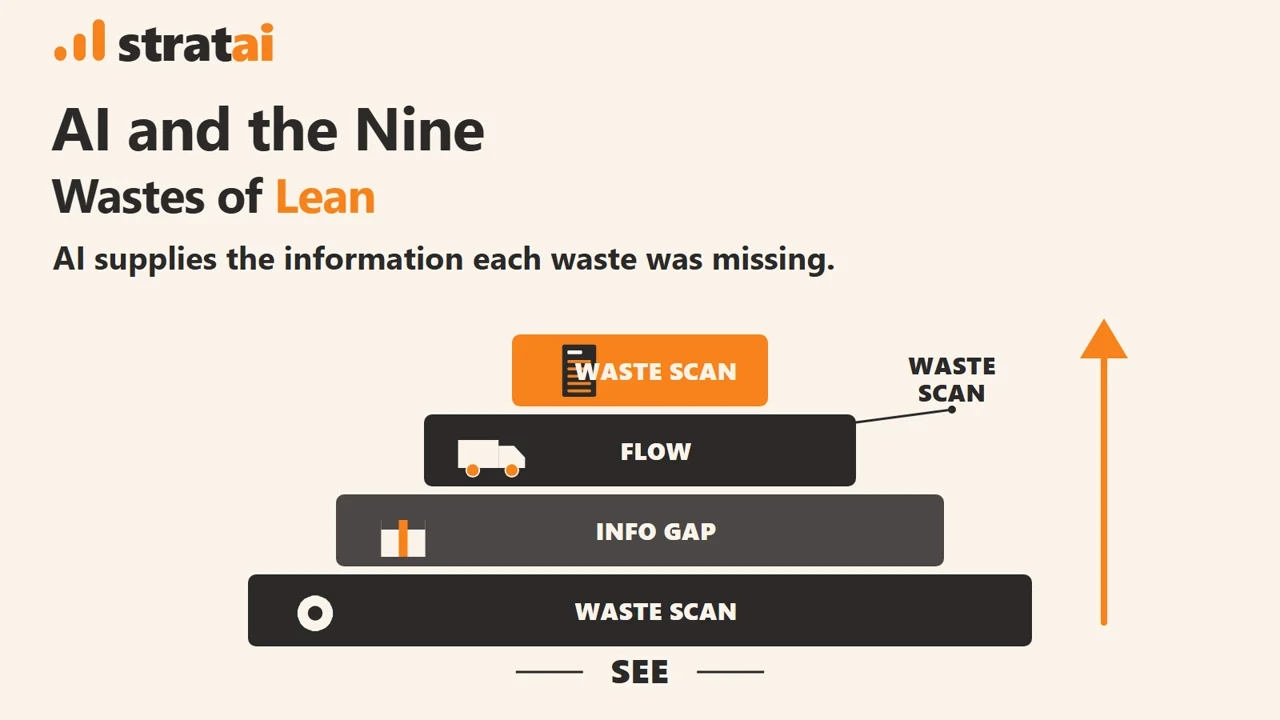 stratai
AI and the Nine
Wastes of Lean
AI supplies the information each waste was missing.
WASTE SCAN
WASTE
SCAN
FLOW
INFO GAP
WASTE SCAN
SEE